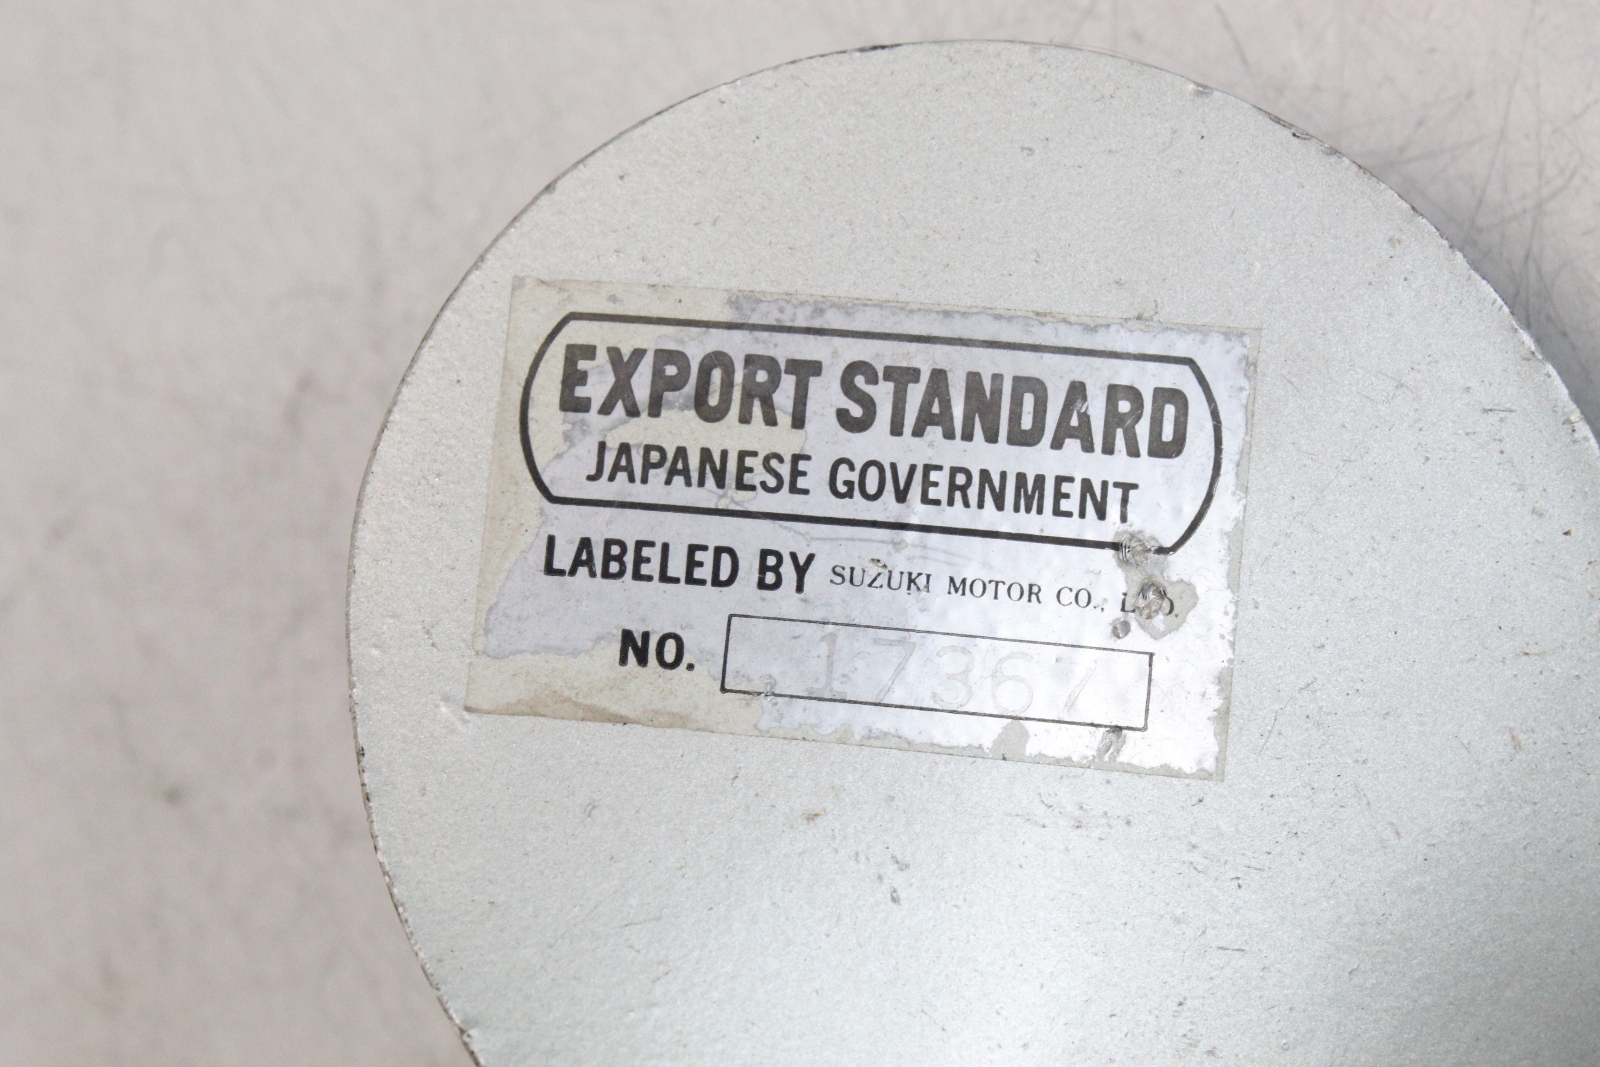 EXPORT STANDARD
JAPANESE GOVERNMENT
LABELED BY SUZUKI MOTOR CO., LTD.
NO. 17367